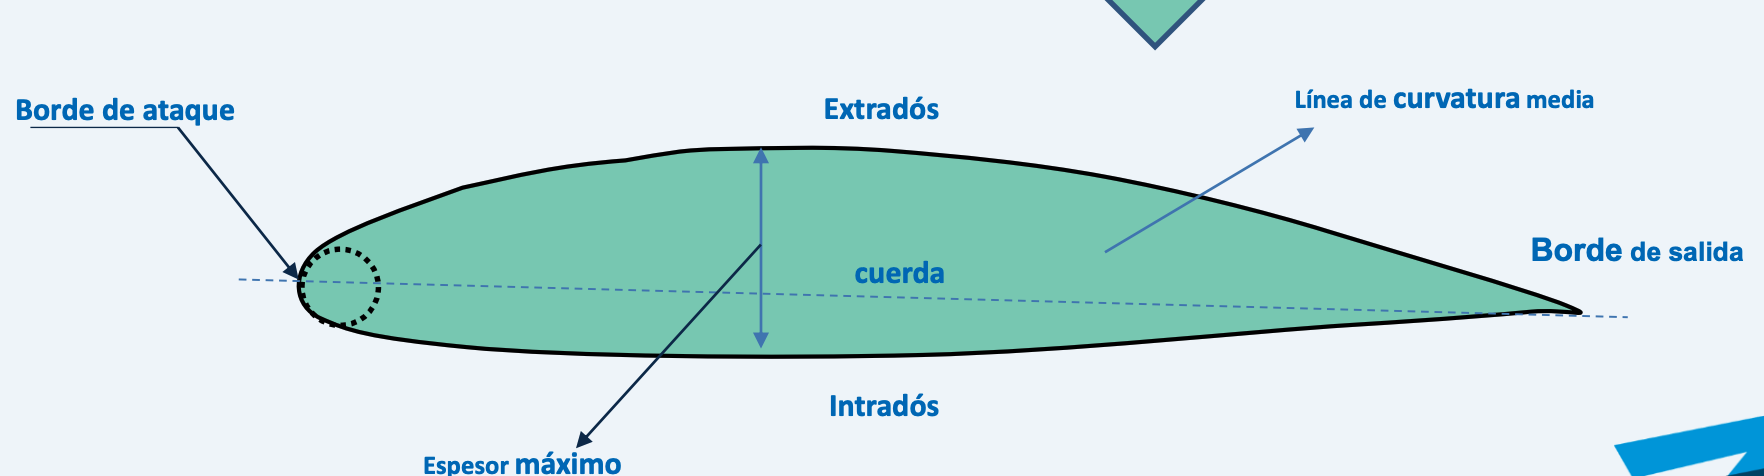 Borde de ataque
Extradós
Línea de curvatura media
Borde de salida
cuerda
Intradós
Espesor máximo